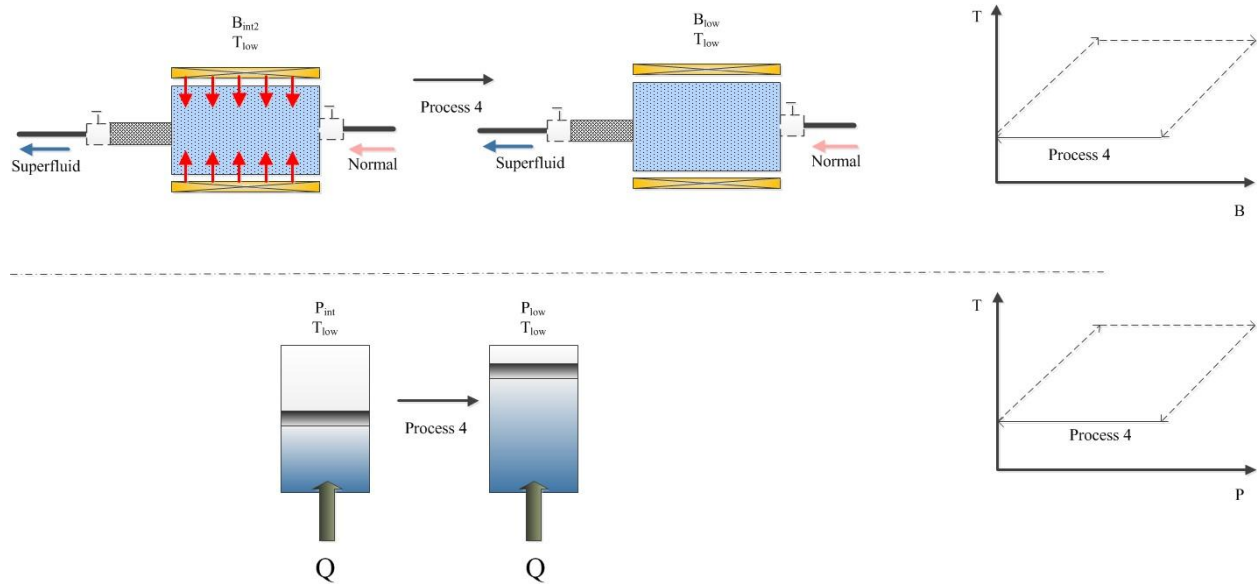 B_int2
T_low
Process 4
B_low
T_low
Superfluid
Normal
Superfluid
Normal
T
Process 4
B
P_int
T_low
Process 4
P_low
T_low
Q
Q
T
Process 4
P